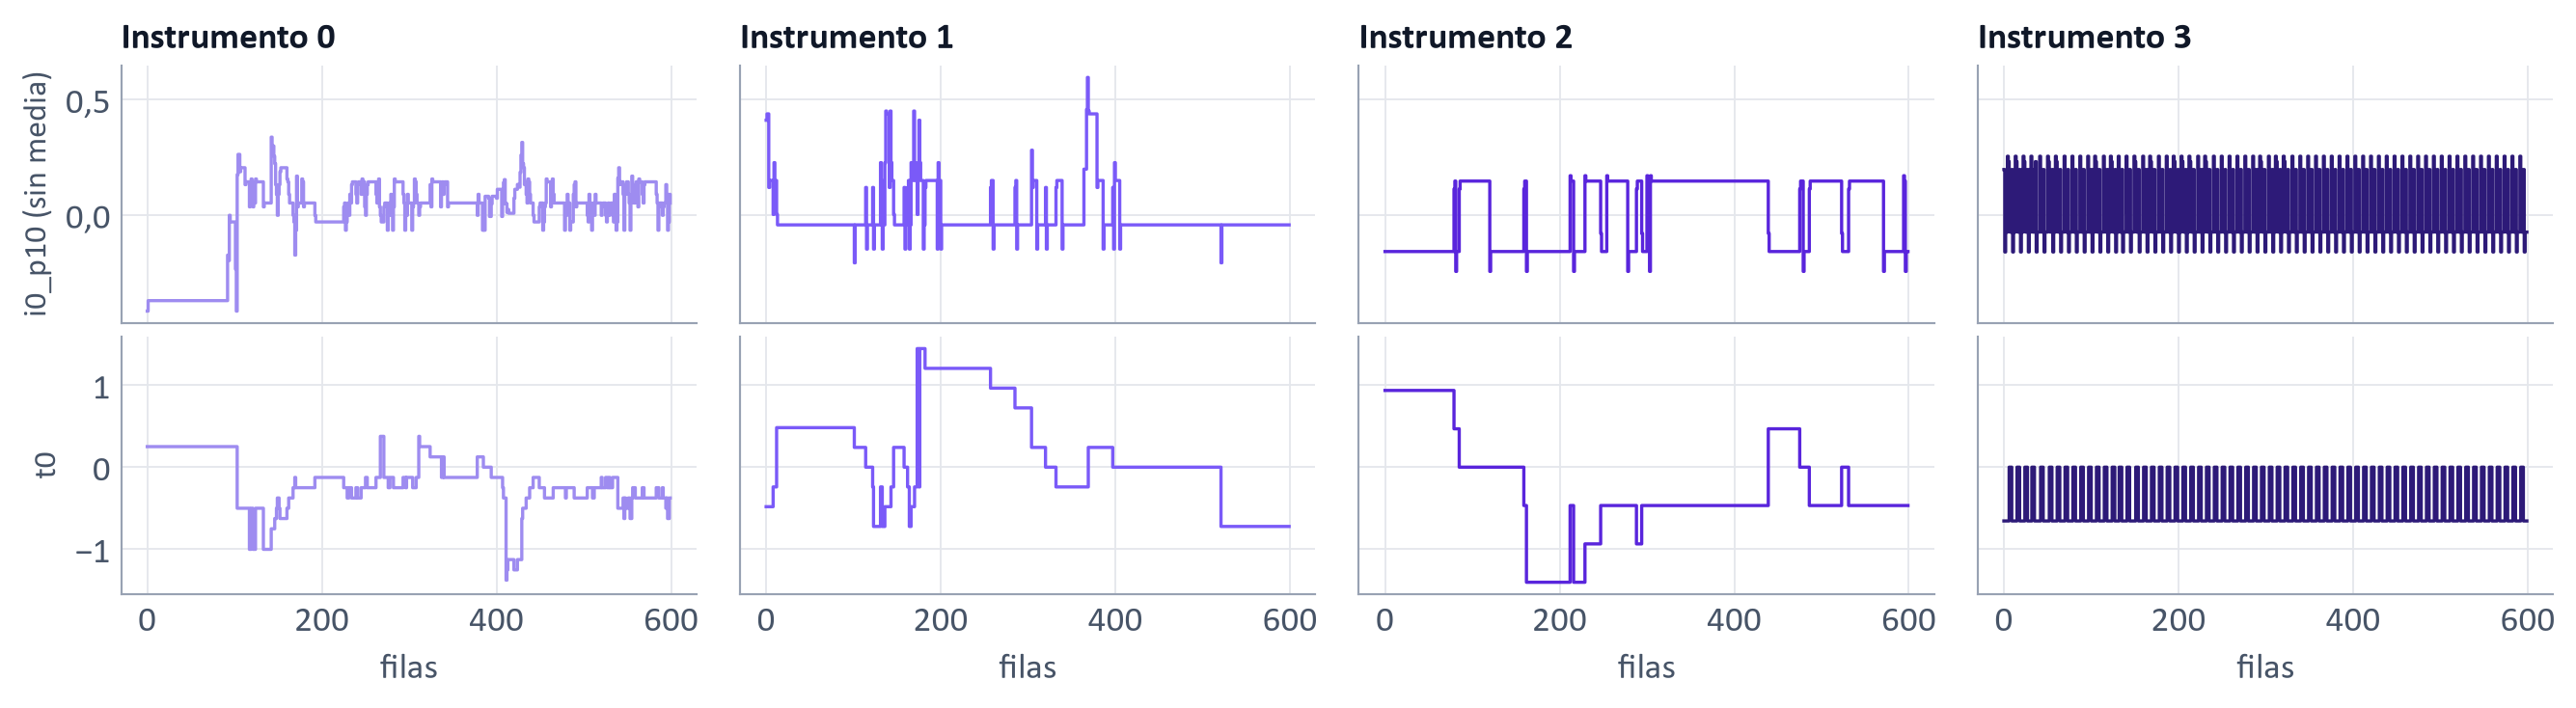 Instrumento 0
Instrumento 1
Instrumento 2
Instrumento 3
i0_p10 (sin media)
0,5
0,0
t0
1
0
−1
0 200 400 600
0 200 400 600
0 200 400 600
0 200 400 600
filas
filas
filas
filas